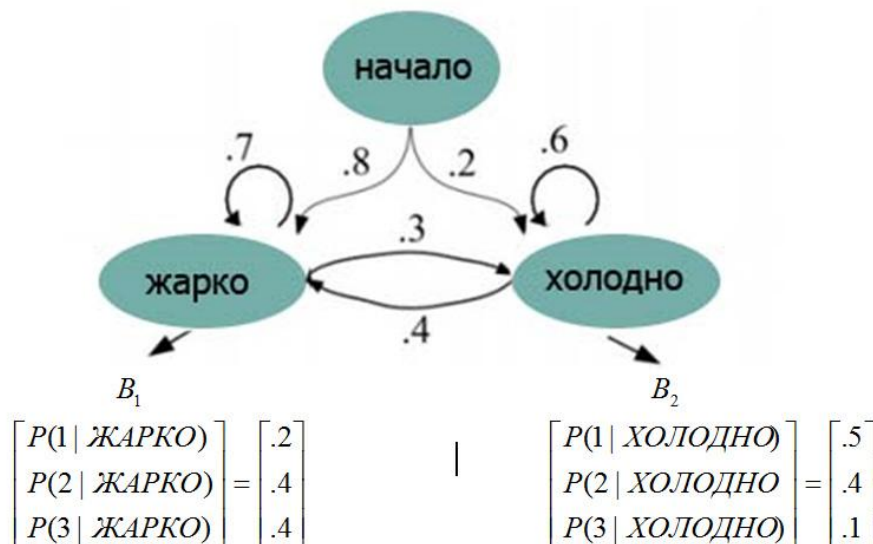 начало
.7
.8
.2
.6
.3
жарко
холодно
.4
B₁
B₂
P(1 | ЖАРКО) .2
P(2 | ЖАРКО) = .4
P(3 | ЖАРКО) .4
P(1 | ХОЛОДНО) .5
P(2 | ХОЛОДНО = .4
P(3 | ХОЛОДНО) .1